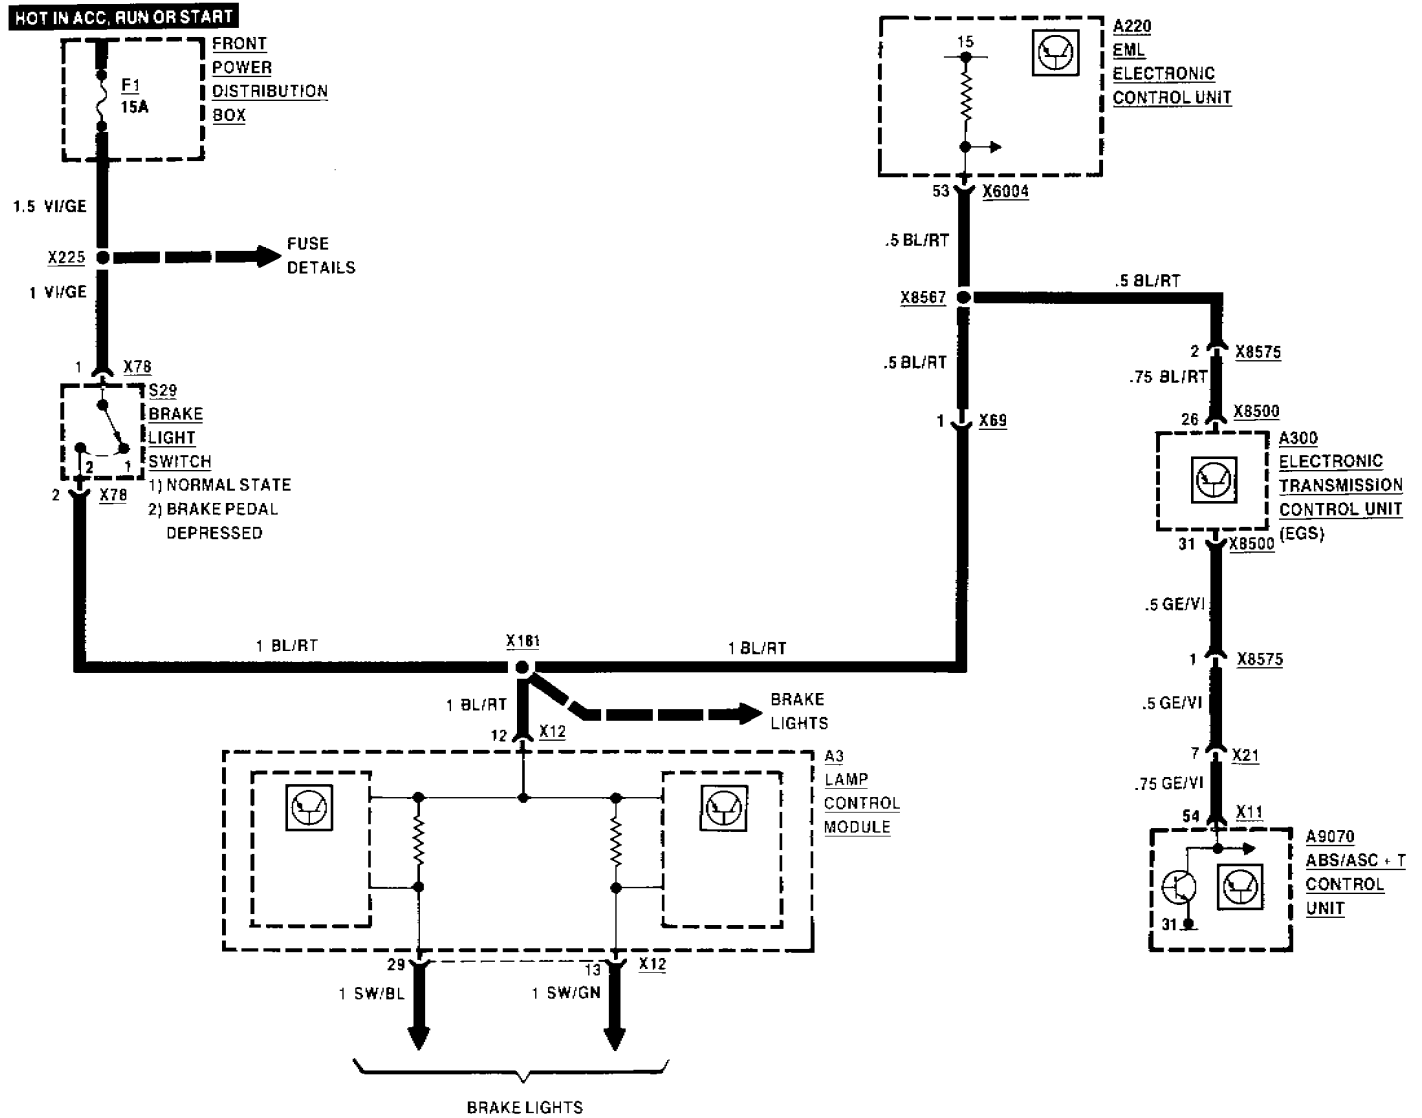 HOT IN ACC, RUN OR START
FRONT
POWER
DISTRIBUTION
BOX
F1
15A
1.5 VI/GE
X225
FUSE
DETAILS
1 VI/GE
1
X78
S29
BRAKE
LIGHT
SWITCH
1) NORMAL STATE
2) BRAKE PEDAL
DEPRESSED
2
1
2
X78
1 BL/RT
X181
1 BL/RT
1 BL/RT
BRAKE
LIGHTS
12
X12
A3
LAMP
CONTROL
MODULE
29
13
X12
1 SW/BL
1 SW/GN
BRAKE LIGHTS
15
A220
EML
ELECTRONIC
CONTROL UNIT
53
X6004
.5 BL/RT
X8567
.5 BL/RT
.5 BL/RT
1
X69
2
X8575
.75 BL/RT
26
X8500
A300
ELECTRONIC
TRANSMISSION
CONTROL UNIT
(EGS)
31
X8500
.5 GE/VI
1
X8575
.5 GE/VI
7
X21
.75 GE/VI
54
X11
A9070
ABS/ASC + T
CONTROL
UNIT
31